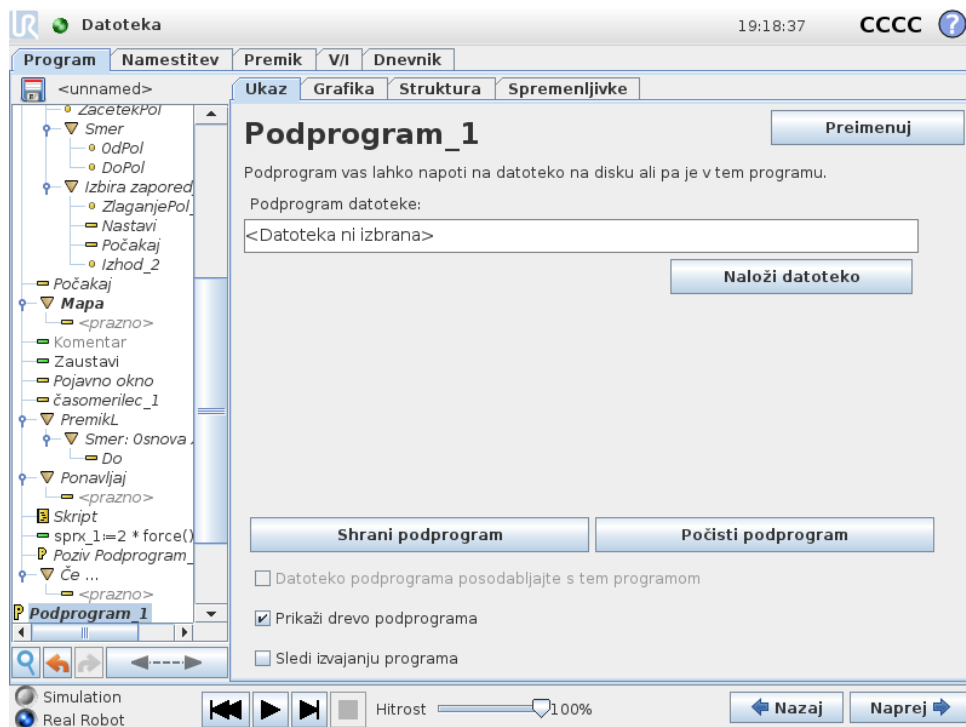 UR Datoteka 19:18:37 CCCC ?
Program Namestitev Premik V/I Dnevnik
<unnamed>
Ukaz Grafika Struktura Spremenljivke
ZacetekPol
Smer
OdPol
DoPol
Izbira zapored
ZlaganjePol_
Nastavi
Počakaj
Izhod_2
Počakaj
Mapa
<prazno>
Komentar
Zaustavi
Pojavno okno
časomerilec_1
PremikL
Smer: Osnova
Do
Ponavljaj
<prazno>
Skript
sprx_1≔2 * force()
P Poziv Podprogram_
Če ...
<prazno>
P Podprogram_1
Podprogram_1
Preimenuj
Podprogram vas lahko napoti na datoteko na disku ali pa je v tem programu.
Podprogram datoteke:
<Datoteka ni izbrana>
Naloži datoteko
Shrani podprogram Počisti podprogram
Datoteko podprograma posodabljajte s tem programom
Prikaži drevo podprograma
Sledi izvajanju programa
Simulation
Real Robot
Hitrost 100%
Nazaj Naprej